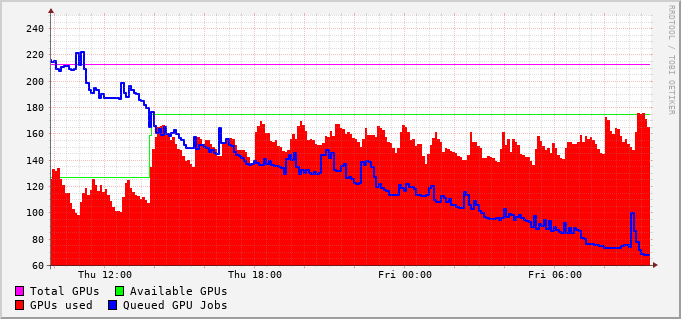 RRDTOOL / TOBI OETIKER
240
220
200
180
160
140
120
100
80
60
Thu 12:00 Thu 18:00 Fri 00:00 Fri 06:00
Total GPUs Available GPUs
GPUs used Queued GPU Jobs